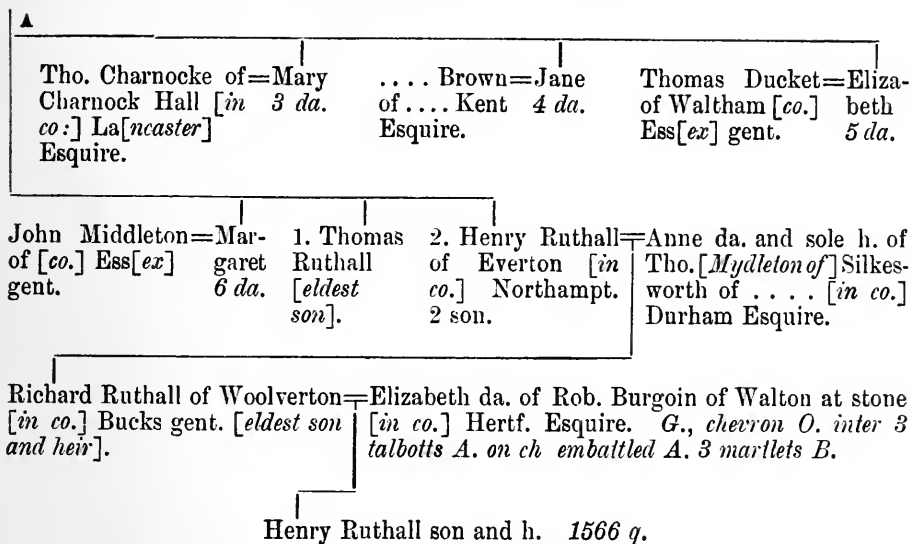 A
Tho. Charnocke of=Mary
Charnock Hall [in 3 da.
co:] La[ncaster]
Esquire.
.... Brown=Jane
of .... Kent 4 da.
Esquire.
Thomas Ducket=Eliza-
of Waltham [co.] beth
Ess[ex] gent. 5 da.
John Middleton=Mar-
of [co.] Ess[ex] garet
gent. 6 da.
1. Thomas
Ruthall
[eldest
son].
2. Henry Ruthall=Anne da. and sole h. of
of Everton [in Tho. [Mydleton of] Silkes-
co.] Northampt. worth of .... [in co.]
2 son. Durham Esquire.
Richard Ruthall of Woolverton=Elizabeth da. of Rob. Burgoin of Walton at stone
[in co.] Bucks gent. [eldest son [in co.] Hertf. Esquire. G., chevron O. inter 3
and heir]. talbotts A. on ch embattled A. 3 martlets B.
Henry Ruthall son and h. 1566 q.